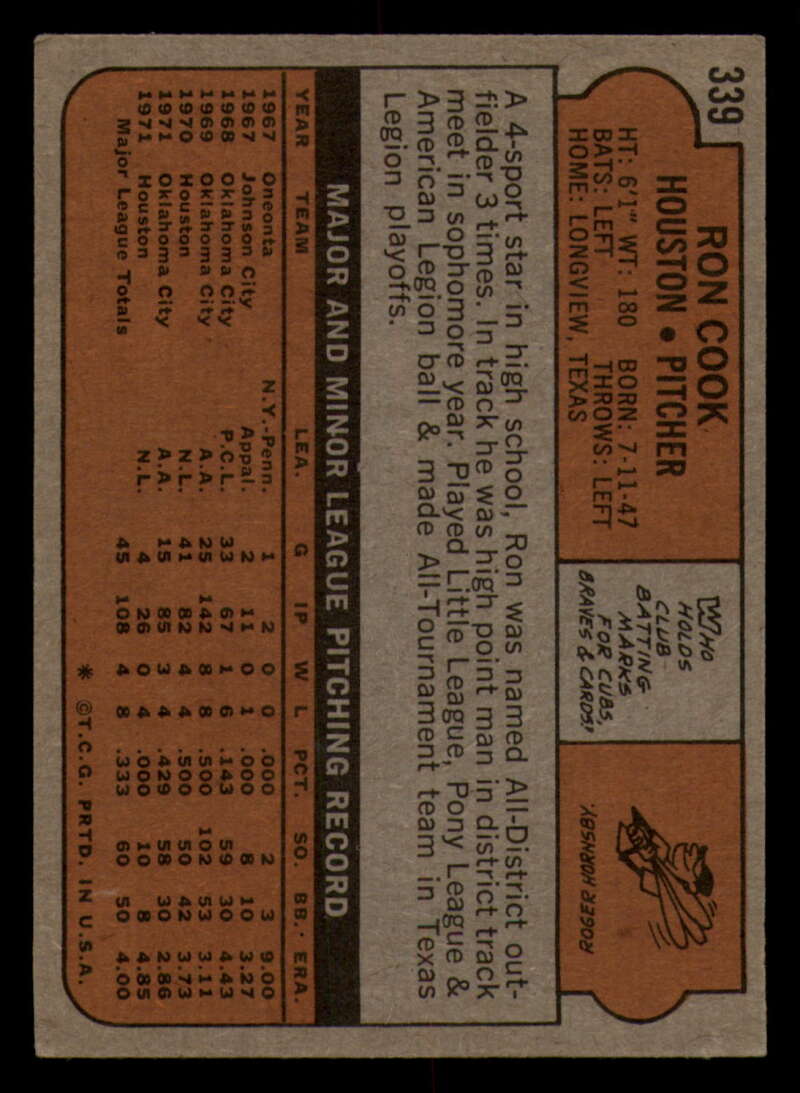 339
RON COOK
HOUSTON • PITCHER
HT: 6'1" WT: 180 BORN: 7-11-47
BATS: LEFT THROWS: LEFT
HOME: LONGVIEW, TEXAS
WHO
HOLDS
CLUB
BATTING
MARKS
FOR CUBS,
BRAVES & CARDS?
ROGER HORNSBY.
A 4-sport star in high school, Ron was named All-District out-
fielder 3 times. In track he was high point man in district track
meet in sophomore year. Played Little League, Pony League &
American Legion ball & made All-Tournament team in Texas
Legion playoffs.
MAJOR AND MINOR LEAGUE PITCHING RECORD
YEAR TEAM LEA. G IP W L PCT. SO. BB. ERA.
1967 Oneonta N.Y.-Penn. 1 2 0 0 .000 2 3 9.00
1967 Johnson City Appal. 2 11 0 1 .000 8 10 3.27
1968 Oklahoma City P.C.L. 33 67 1 6 .143 59 30 4.43
1969 Oklahoma City A.A. 25 142 8 8 .500 102 53 3.11
1970 Houston N.L. 41 82 4 4 .500 50 42 3.73
1971 Oklahoma City A.A. 15 85 3 4 .429 58 30 2.86
1971 Houston N.L. 4 26 0 4 .000 10 8 4.85
Major League Totals 45 108 4 8 .333 60 50 4.00
* ©T.C.G. PRTD. IN U.S.A.